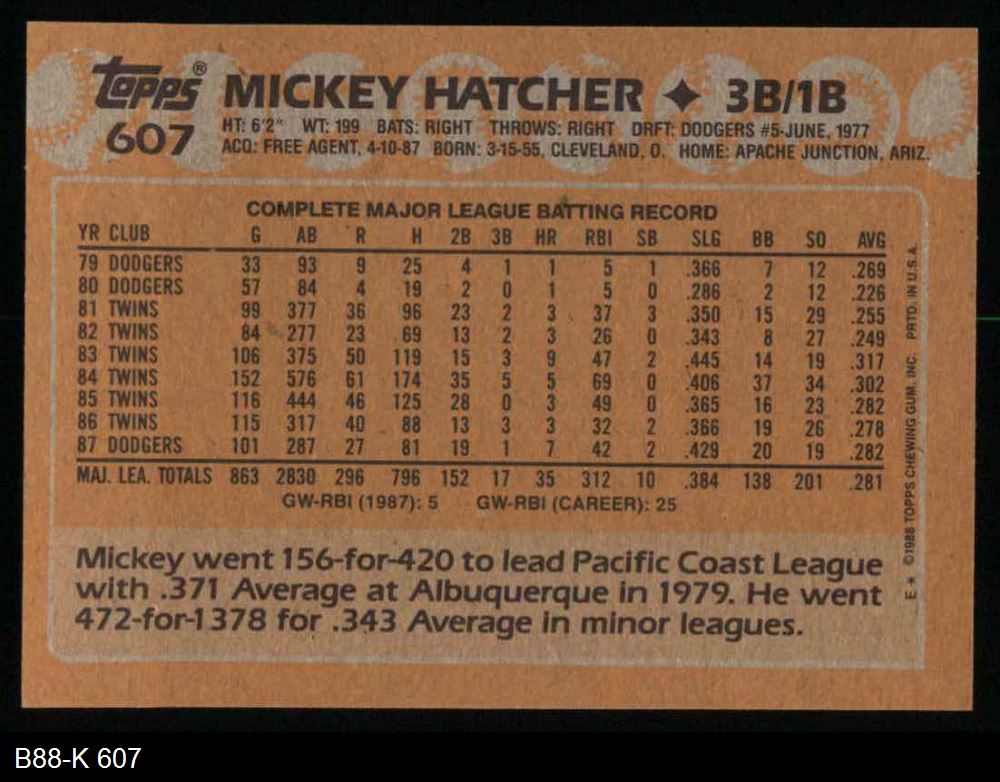 topps® MICKEY HATCHER ✦ 3B/1B
607 HT: 6'2" WT: 199 BATS: RIGHT THROWS: RIGHT DRFT: DODGERS #5-JUNE, 1977
ACQ: FREE AGENT, 4-10-87 BORN: 3-15-55, CLEVELAND, O. HOME: APACHE JUNCTION, ARIZ.
COMPLETE MAJOR LEAGUE BATTING RECORD
YR CLUB G AB R H 2B 3B HR RBI SB SLG BB SO AVG
79 DODGERS 33 93 9 25 4 1 1 5 1 .366 7 12 .269
80 DODGERS 57 84 4 19 2 0 1 5 0 .286 2 12 .226
81 TWINS 99 377 36 96 23 2 3 37 3 .350 15 29 .255
82 TWINS 84 277 23 69 13 2 3 26 0 .343 8 27 .249
83 TWINS 106 375 50 119 15 3 9 47 2 .445 14 19 .317
84 TWINS 152 576 61 174 35 5 5 69 0 .406 37 34 .302
85 TWINS 116 444 46 125 28 0 3 49 0 .365 16 23 .282
86 TWINS 115 317 40 88 13 3 3 32 2 .366 19 26 .278
87 DODGERS 101 287 27 81 19 1 7 42 2 .429 20 19 .282
MAJ. LEA. TOTALS 863 2830 296 796 152 17 35 312 10 .384 138 201 .281
GW-RBI (1987): 5 GW-RBI (CAREER): 25
Mickey went 156-for-420 to lead Pacific Coast League
with .371 Average at Albuquerque in 1979. He went
472-for-1378 for .343 Average in minor leagues.
E* ©1988 TOPPS CHEWING GUM, INC. PRTD. IN U.S.A.
B88-K 607